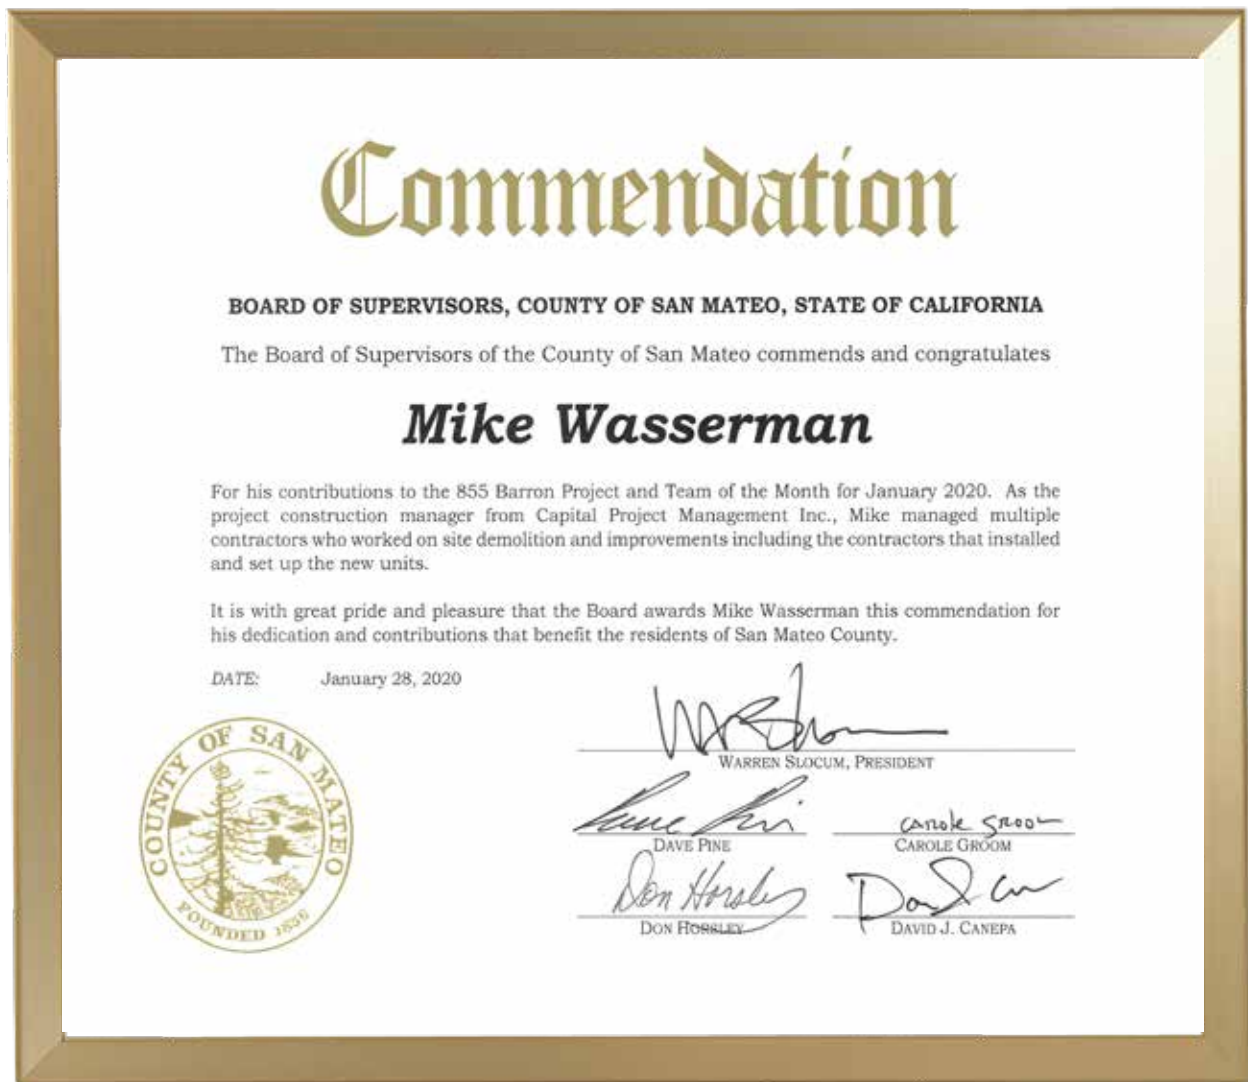 Commendation
BOARD OF SUPERVISORS, COUNTY OF SAN MATEO, STATE OF CALIFORNIA
The Board of Supervisors of the County of San Mateo commends and congratulates
Mike Wasserman
For his contributions to the 855 Barron Project and Team of the Month for January 2020. As the
project construction manager from Capital Project Management Inc., Mike managed multiple
contractors who worked on site demolition and improvements including the contractors that installed
and set up the new units.
It is with great pride and pleasure that the Board awards Mike Wasserman this commendation for
his dedication and contributions that benefit the residents of San Mateo County.
DATE: January 28, 2020
WARREN SLOCUM, PRESIDENT
carole Groom
DAVE PINE CAROLE GROOM
Don Horsley
DON HORSLEY DAVID J. CANEPA
COUNTY OF SAN MATEO
FOUNDED 1856